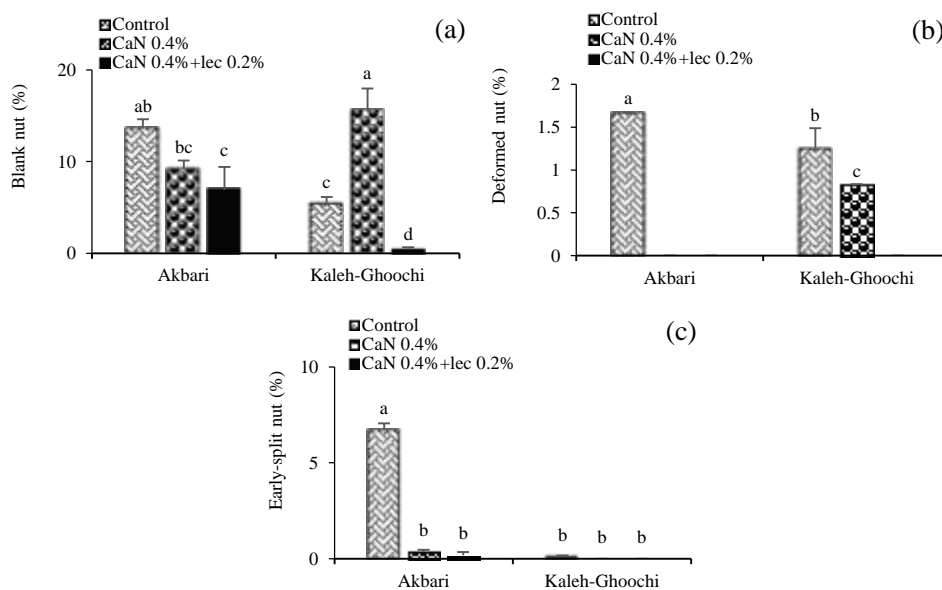 Control
CaN 0.4%
CaN 0.4%+lec 0.2%
(a)
Blank nut (%)
20
10
0
ab
bc
c
c
a
d
Akbari
Kaleh-Ghoochi
Control
CaN 0.4%
CaN 0.4%+lec 0.2%
(b)
Deformed nut (%)
2
1.5
1
0.5
0
a
b
c
Akbari
Kaleh-Ghoochi
Control
CaN 0.4%
CaN 0.4%+lec 0.2%
(c)
Early-split nut (%)
10
5
0
a
b
b
b
b
b
Akbari
Kaleh-Ghoochi